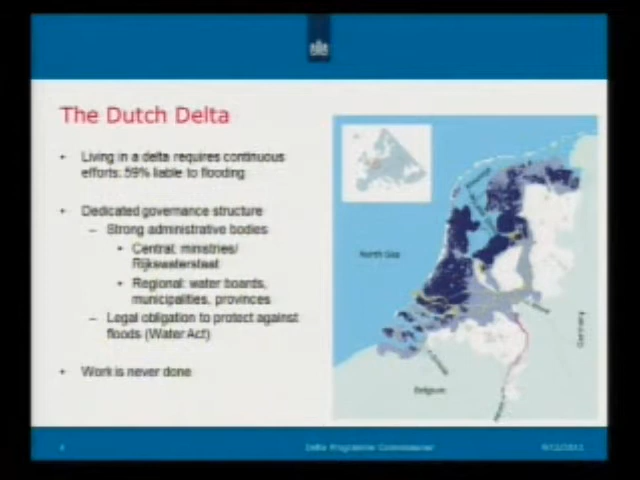 The Dutch Delta
Living in a delta requires continuous
efforts: 59% liable to flooding
Dedicated governance structure
Strong administrative bodies
Central: ministries/
Rijkswaterstaat
Regional: water boards,
municipalities, provinces
Legal obligation to protect against
floods (Water Act)
Work is never done
North Sea
Germany
Belgium
Delta Programme Commissioner